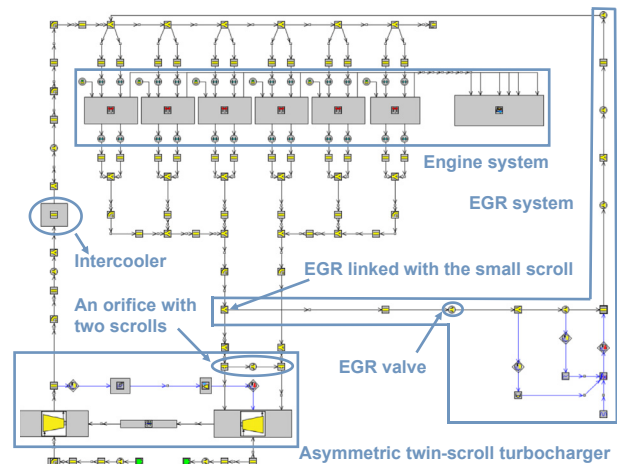 Engine system
EGR system
Intercooler
EGR linked with the small scroll
An orifice with
two scrolls
EGR valve
Asymmetric twin-scroll turbocharger